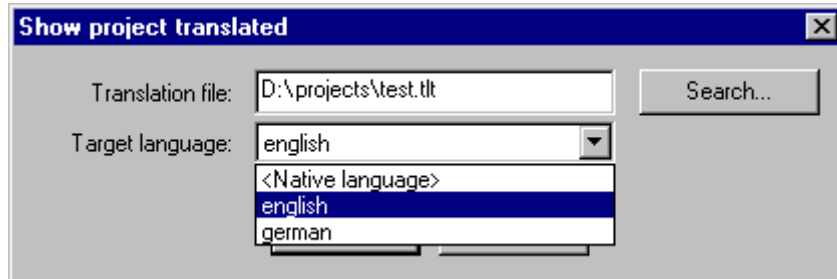 Show project translated
Translation file: D:\projects\test.tlt Search...
Target language: english
<Native language>
english
german